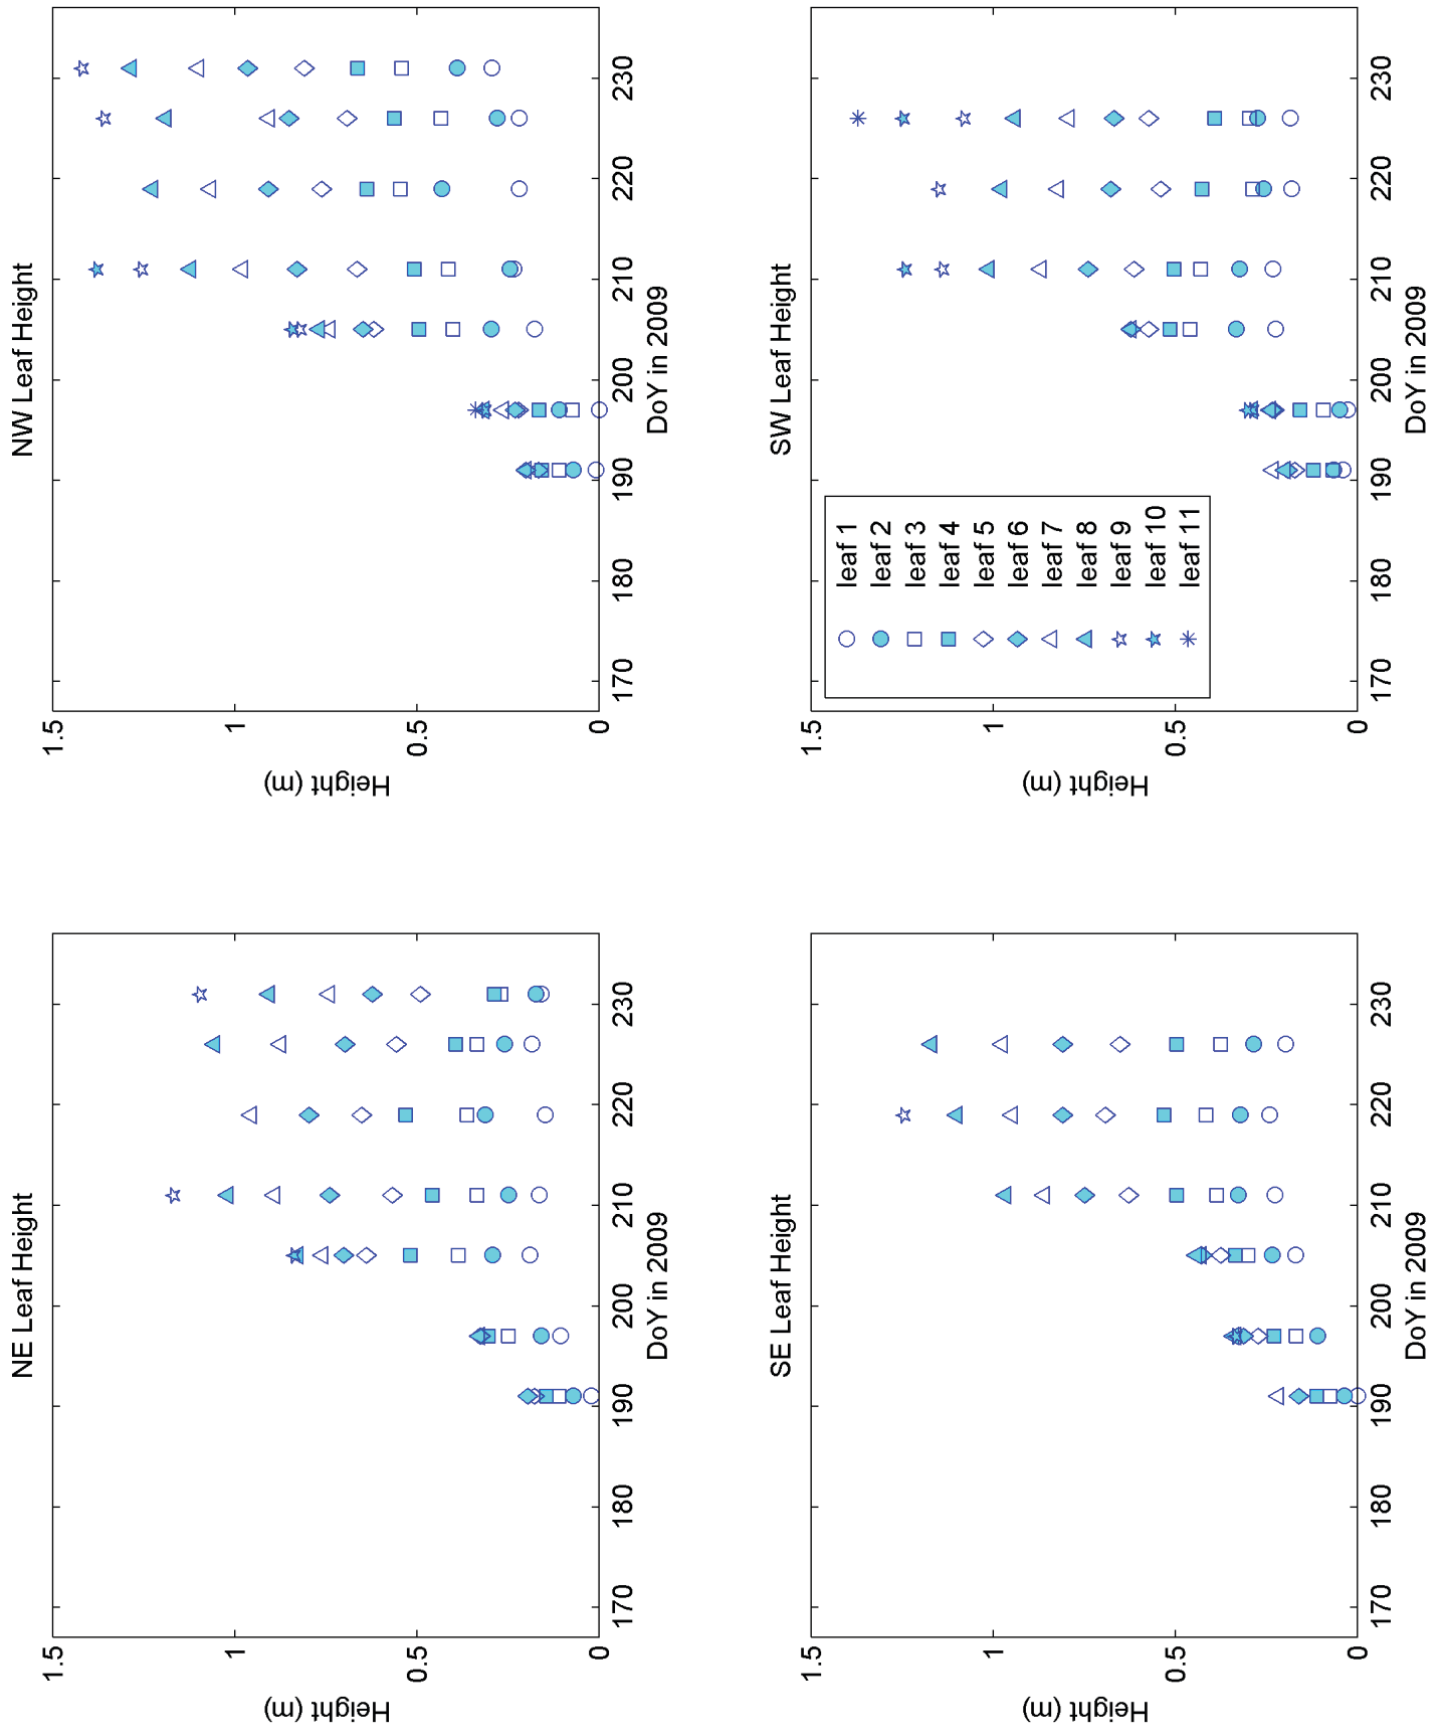 NE Leaf Height
1.5
1
0.5
0
Height (m)
170
180
190
200
210
220
230
DoY in 2009
NW Leaf Height
1.5
1
0.5
0
Height (m)
170
180
190
200
210
220
230
DoY in 2009
SE Leaf Height
1.5
1
0.5
0
Height (m)
170
180
190
200
210
220
230
DoY in 2009
SW Leaf Height
1.5
1
0.5
0
Height (m)
170
180
190
200
210
220
230
DoY in 2009
leaf 1
leaf 2
leaf 3
leaf 4
leaf 5
leaf 6
leaf 7
leaf 8
leaf 9
leaf 10
leaf 11